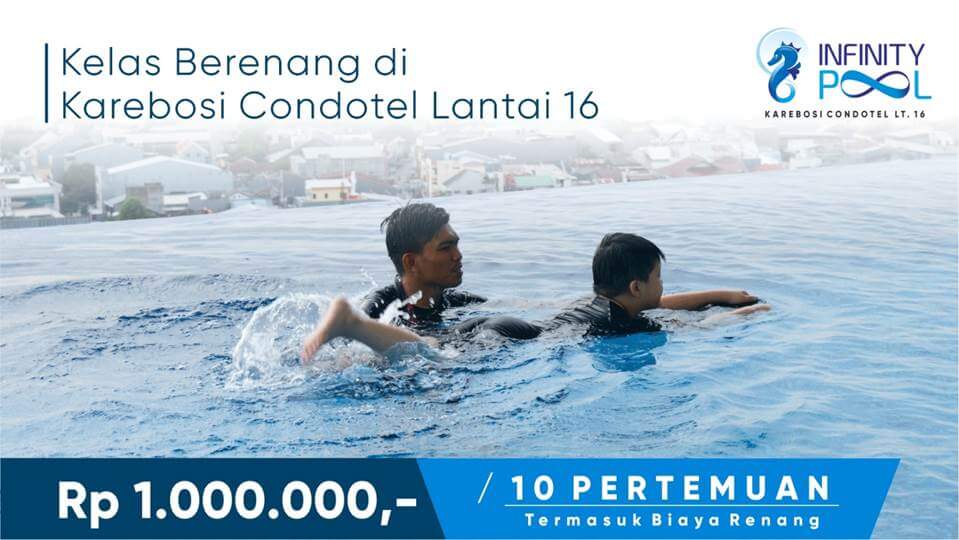 Kelas Berenang di
Karebosi Condotel Lantai 16
INFINITY
POOL
KAREBOSI CONDOTEL LT. 16
Rp 1.000.000,-
/ 10 PERTEMUAN
Termasuk Biaya Renang